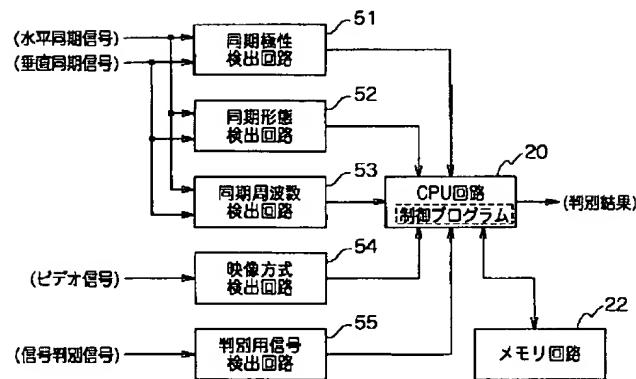 (水平同期信号)
(垂直同期信号)
同期極性
検出回路
51
同期形態
検出回路
52
同期周波数
検出回路
53
CPU回路
制御プログラム
20
(判別結果)
(ビデオ信号)
映像方式
検出回路
54
(信号判別信号)
判別用信号
検出回路
55
メモリ回路
22